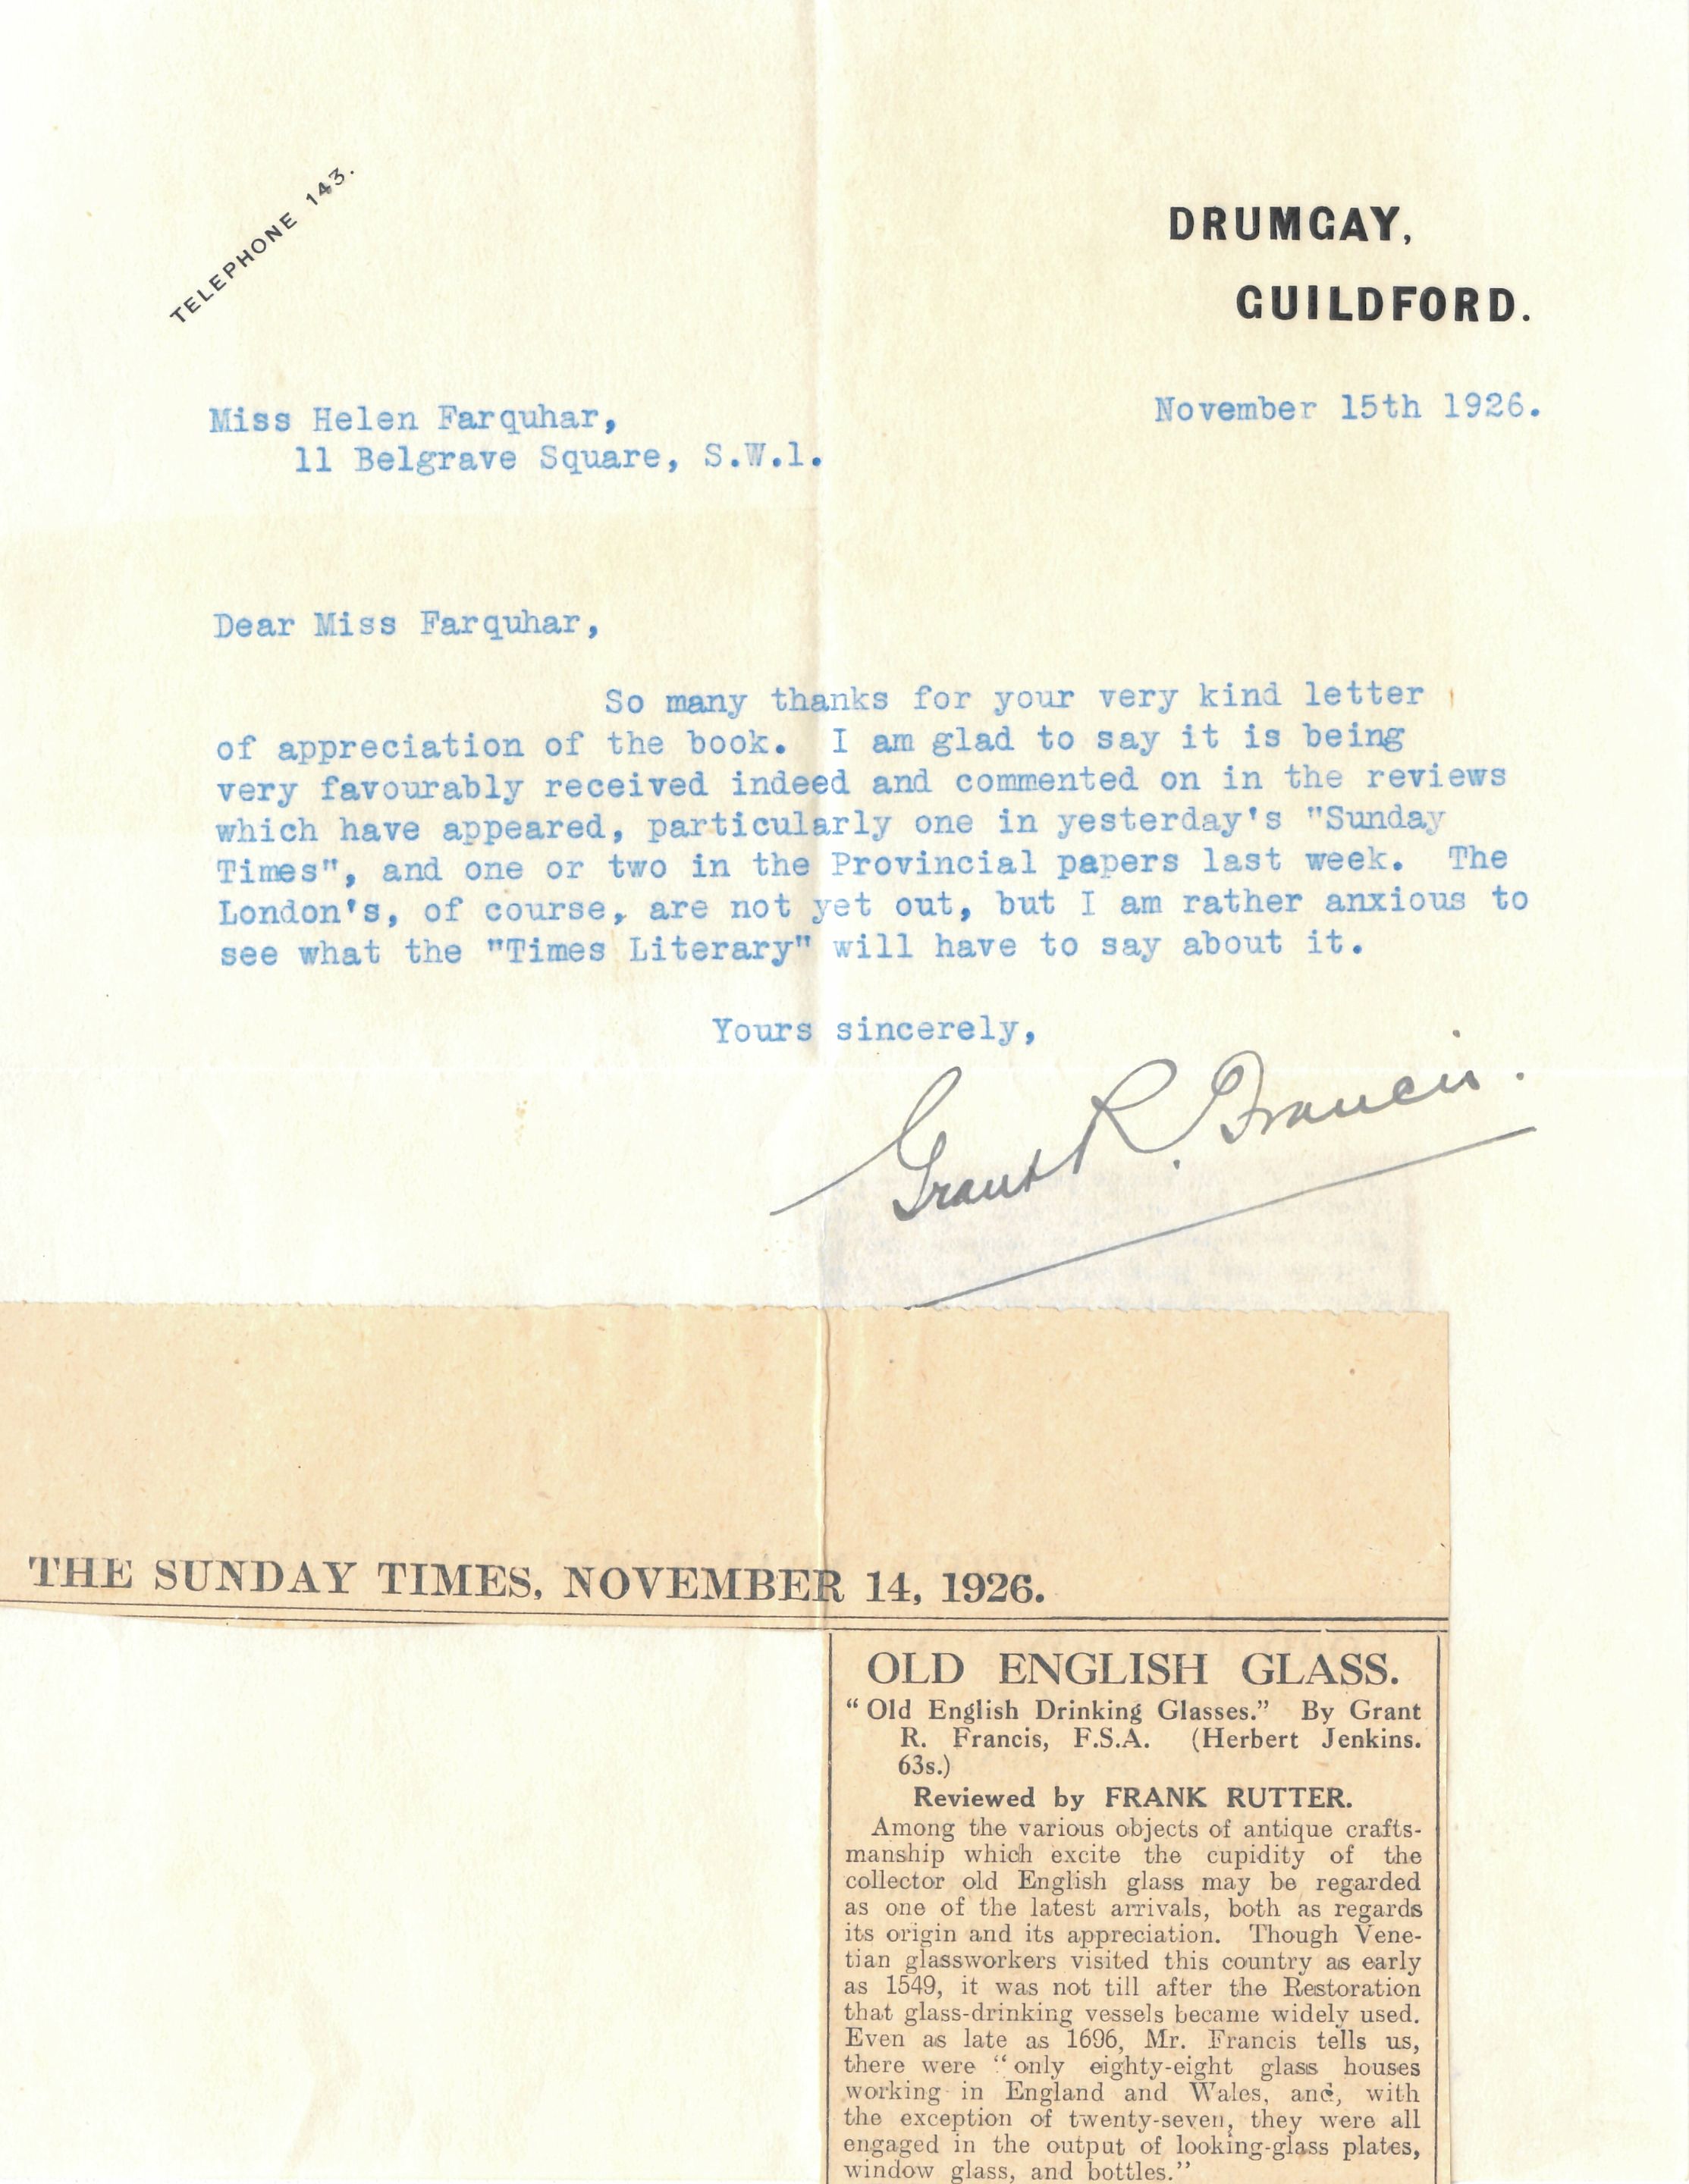 TELEPHONE 143.
DRUMGAY,
GUILDFORD.
November 15th 1926.
Miss Helen Farquhar,
11 Belgrave Square, S.W.1.
Dear Miss Farquhar,
So many thanks for your very kind letter
of appreciation of the book. I am glad to say it is being
very favourably received indeed and commented on in the reviews
which have appeared, particularly one in yesterday's "Sunday
Times", and one or two in the Provincial papers last week. The
London's, of course, are not yet out, but I am rather anxious to
see what the "Times Literary" will have to say about it.
Yours sincerely,
Grant R. Francis.
THE SUNDAY TIMES, NOVEMBER 14, 1926.
OLD ENGLISH GLASS.
“Old English Drinking Glasses.” By Grant
R. Francis, F.S.A. (Herbert Jenkins.
63s.)
Reviewed by FRANK RUTTER.
Among the various objects of antique crafts-
manship which excite the cupidity of the
collector old English glass may be regarded
as one of the latest arrivals, both as regards
its origin and its appreciation. Though Vene-
tian glassworkers visited this country as early
as 1549, it was not till after the Restoration
that glass-drinking vessels became widely used.
Even as late as 1696, Mr. Francis tells us,
there were “only eighty-eight glass houses
working in England and Wales, and, with
the exception of twenty-seven, they were all
engaged in the output of looking-glass plates,
window glass, and bottles.”